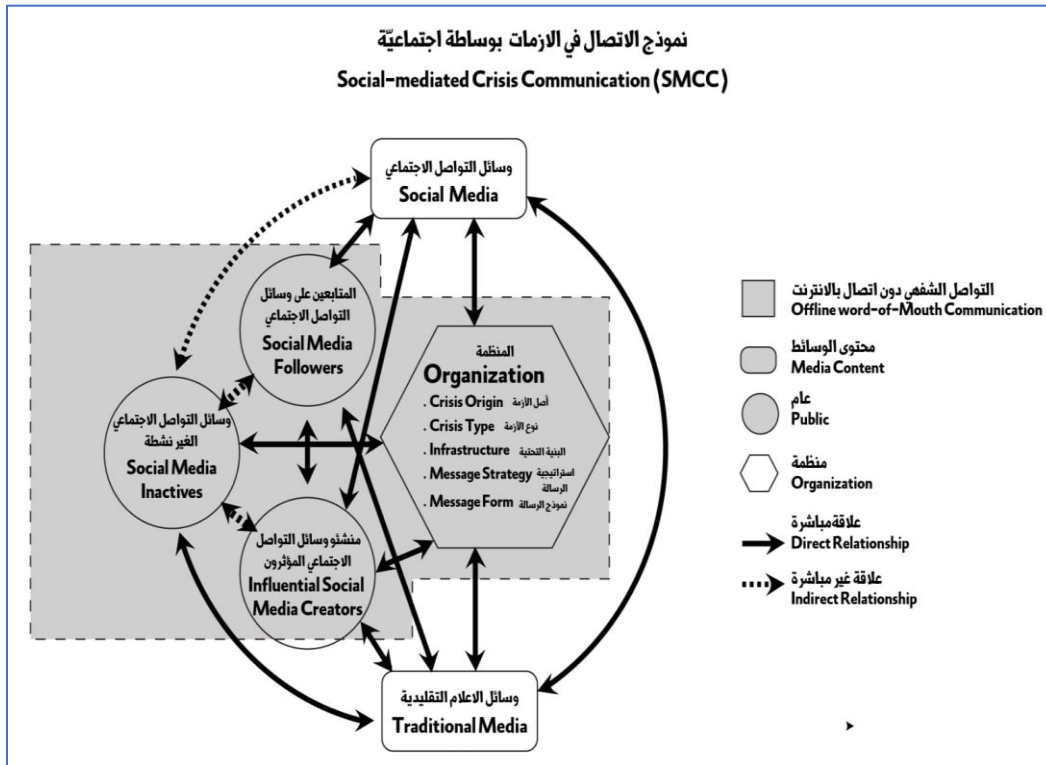 نموذج الاتصال في الازمات بوساطة اجتماعيّة
Social-mediated Crisis Communication (SMCC)
وسائل التواصل الاجتماعي
Social Media
المتابعين على وسائل
التواصل الاجتماعي
Social Media
Followers
المنظمة
Organization
. Crisis Origin أصل الأزمة
. Crisis Type نوع الأزمة
. Infrastructure البنية التحتية
. Message Strategy استراتيجية
الرسالة
. Message Form نموذج الرسالة
وسائل التواصل الاجتماعي
الغير نشطة
Social Media
Inactives
منشئو وسائل التواصل
الاجتماعي المؤثرون
Influential Social
Media Creators
وسائل الاعلام التقليدية
Traditional Media
التواصل الشفهي دون اتصال بالانترنت
Offline word-of-Mouth Communication
محتوى الوسائط
Media Content
عام
Public
منظمة
Organization
علاقة مباشرة
Direct Relationship
علاقة غير مباشرة
Indirect Relationship